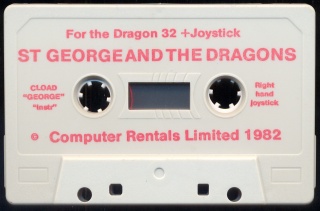 For the Dragon 32 +Joystick
ST GEORGE AND THE DRAGONS
CLOAD
"GEORGE"
"Instr"
Right
hand
joystick
© Computer Rentals Limited 1982